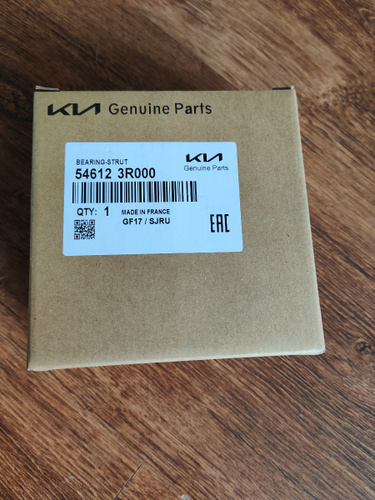 KIA Genuine Parts
BEARING-STRUT
54612 3R000
KIA
Genuine Parts
QTY: 1 MADE IN FRANCE
GF17 / SJRU
EAC